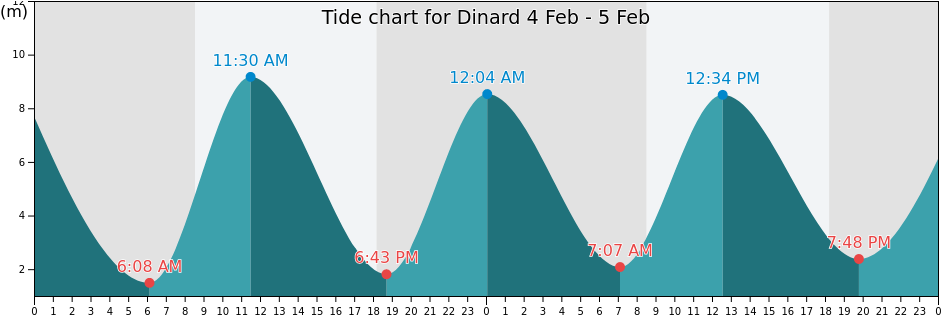 Tide chart for Dinard 4 Feb - 5 Feb
(m)
12
10
8
6
4
2
11:30 AM
12:04 AM
12:34 PM
6:08 AM
6:43 PM
7:07 AM
7:48 PM
0 1 2 3 4 5 6 7 8 9 10 11 12 13 14 15 16 17 18 19 20 21 22 23 0 1 2 3 4 5 6 7 8 9 10 11 12 13 14 15 16 17 18 19 20 21 22 23 0